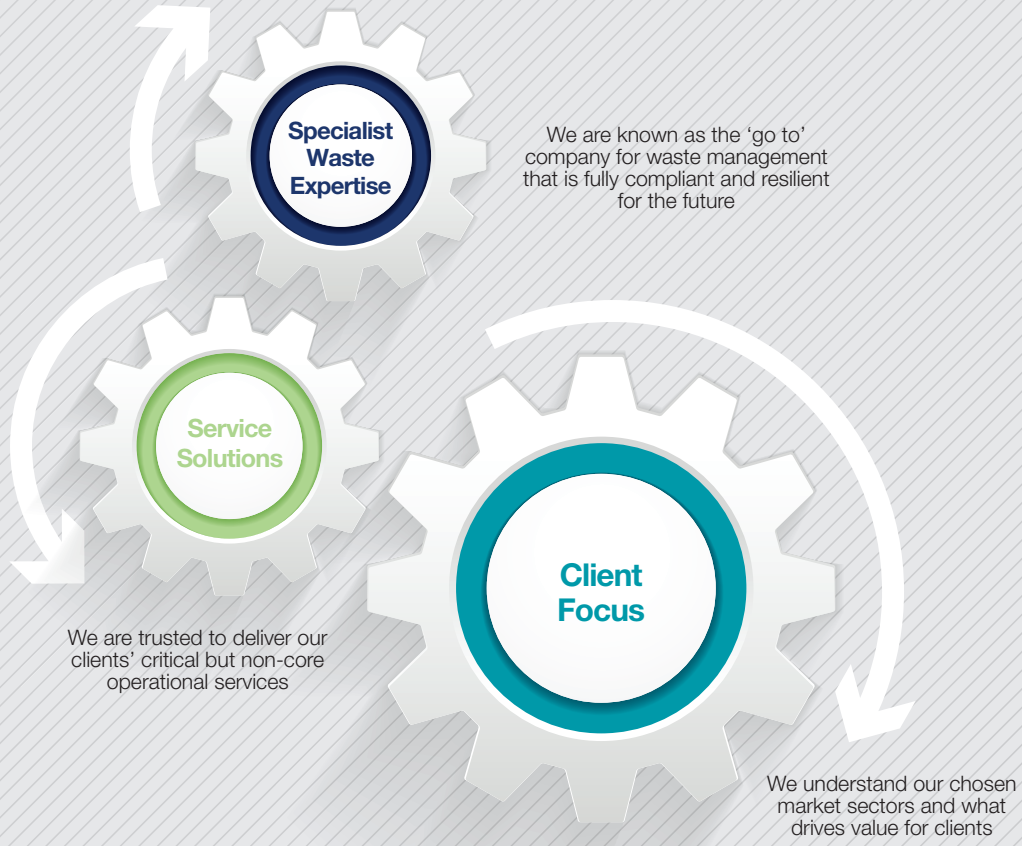 Specialist
Waste
Expertise
We are known as the ‘go to’
company for waste management
that is fully compliant and resilient
for the future
Service
Solutions
We are trusted to deliver our
clients’ critical but non-core
operational services
Client
Focus
We understand our chosen
market sectors and what
drives value for clients